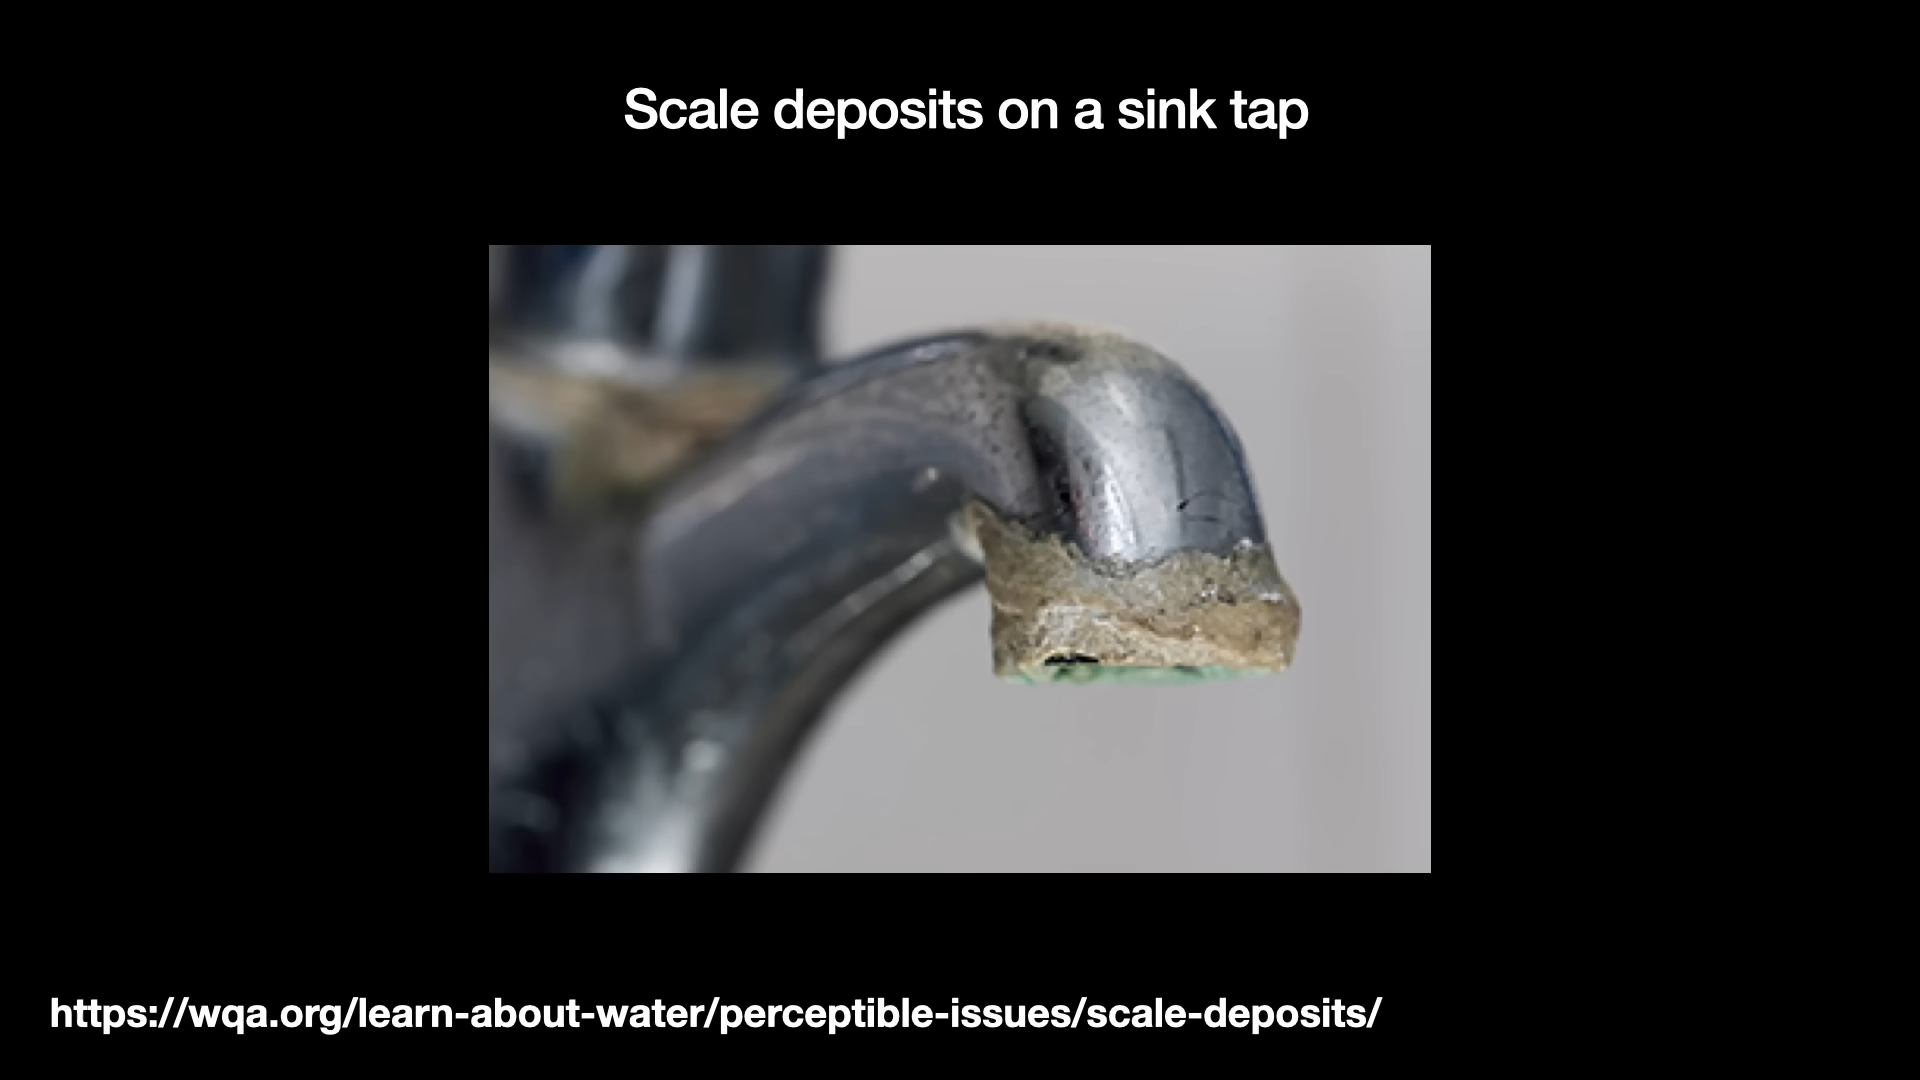 Scale deposits on a sink tap
https://wqa.org/learn-about-water/perceptible-issues/scale-deposits/